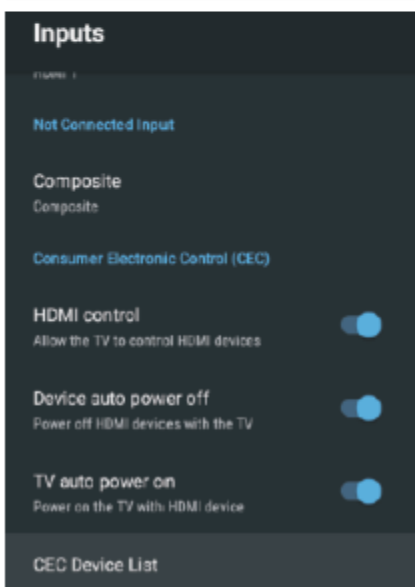 Inputs
Not Connected Input
Composite
Composite
Consumer Electronic Control (CEC)
HDMI control
Allow the TV to control HDMI devices
Device auto power off
Power off HDMI devices with the TV
TV auto power on
Power on the TV with HDMI device
CEC Device List